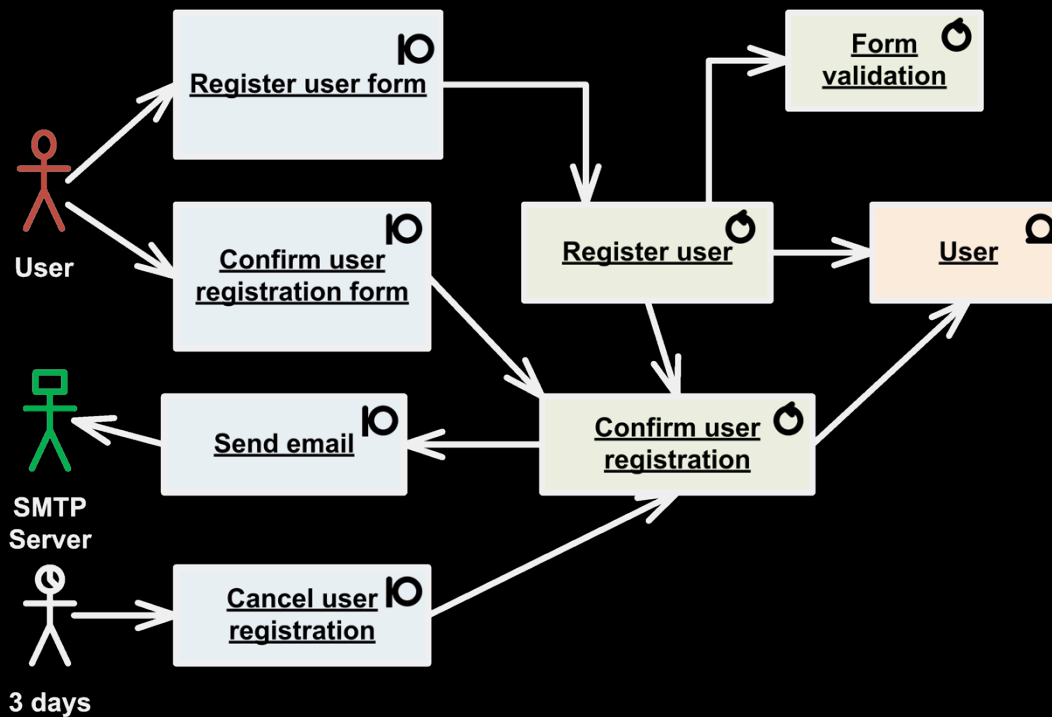 Register user form
Form
validation
User
Confirm user
registration form
Register user
User
Send email
Confirm user
registration
SMTP
Server
Cancel user
registration
3 days